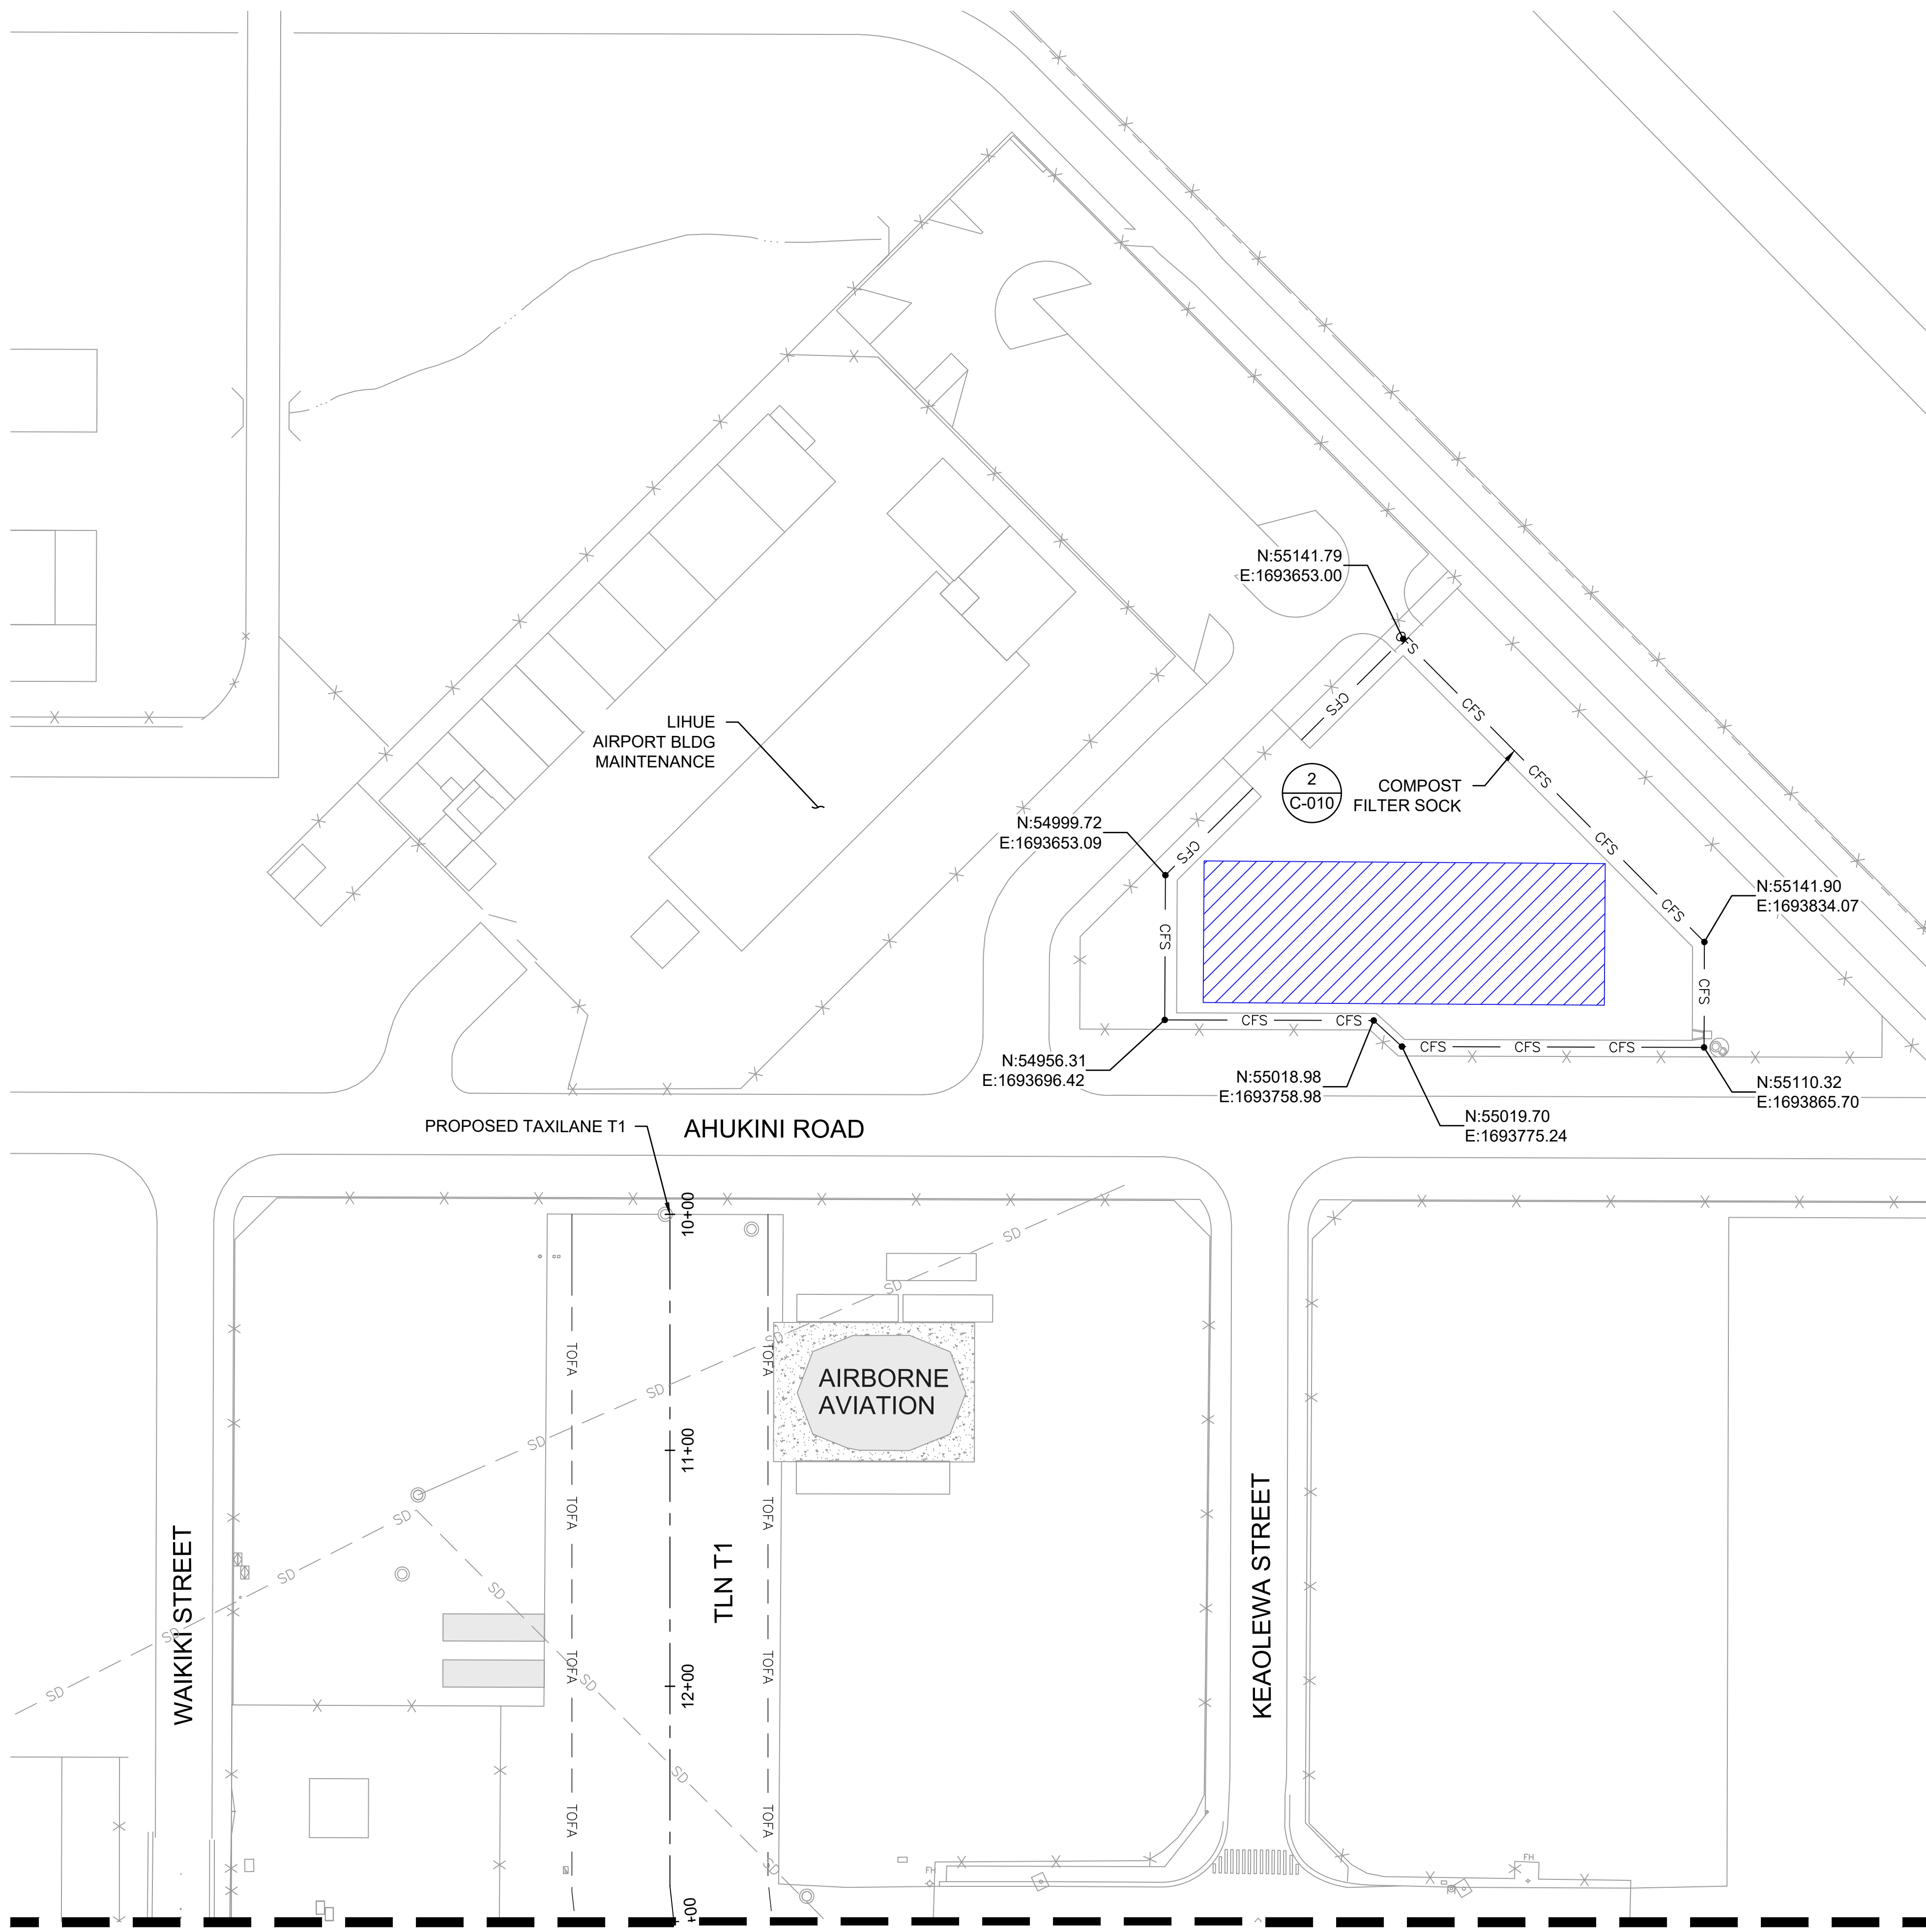 N:55141.79
E:1693653.00
CFS
CFS
CFS
LIHUE
AIRPORT BLDG
MAINTENANCE
CFS
2
C-010
COMPOST
FILTER SOCK
N:54999.72
E:1693653.09
CFS
CFS
CFS
N:55141.90
E:1693834.07
CFS
CFS
CFS
CFS
CFS
CFS
CFS
N:54956.31
E:1693696.42
N:55018.98
E:1693758.98
N:55110.32
E:1693865.70
N:55019.70
E:1693775.24
PROPOSED TAXILANE T1
AHUKINI ROAD
10+00
SD
SD
SD
TOFA
TOFA
AIRBORNE
AVIATION
SD
SD
11+00
SD
TOFA
TOFA
SD
SD
TLN T1
WAIKIKI STREET
KEAOLEWA STREET
SD
TOFA
TOFA
SD
SD
12+00
SD
TOFA
TOFA
SD
FH
FH
+00